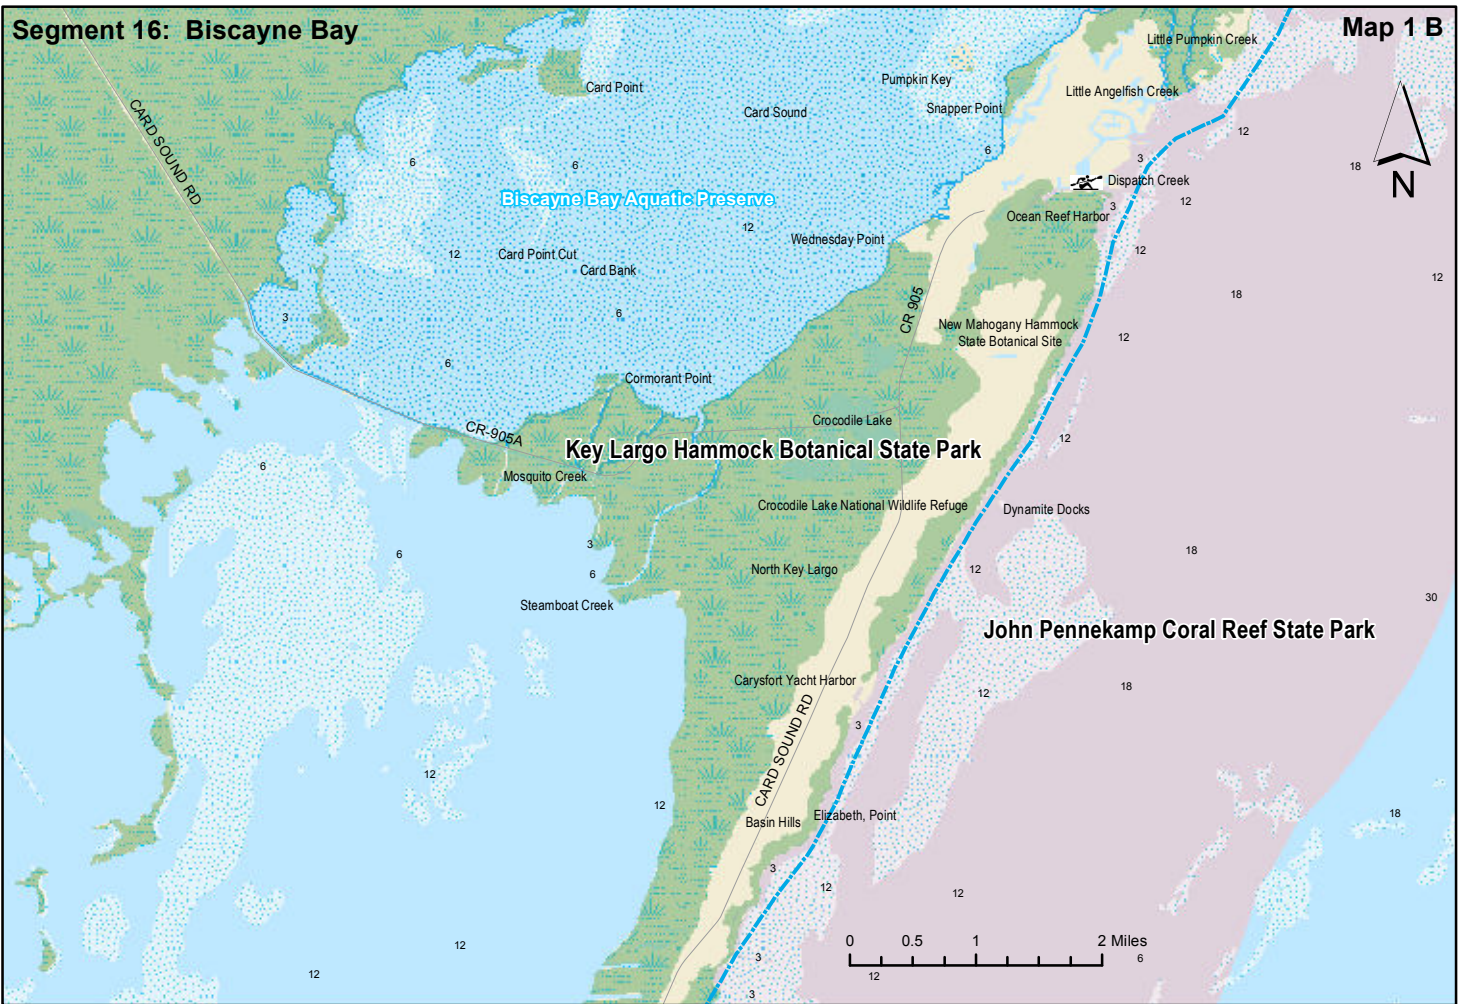 Segment 16:  Biscayne Bay
Map 1 B
Little Pumpkin Creek
Card Point
Pumpkin Key
Little Angelfish Creek
Card Sound
Snapper Point
CARD SOUND RD
12
3
6
6
6
18
N
Dispatch Creek
Biscayne Bay Aquatic Preserve
12
3
Ocean Reef Harbor
12
Wednesday Point
12
Card Point Cut
12
Card Bank
12
18
CR 905
3
6
New Mahogany Hammock
State Botanical Site
12
6
Cormorant Point
Crocodile Lake
CR-905A
12
Key Largo Hammock Botanical State Park
6
Mosquito Creek
Crocodile Lake National Wildlife Refuge
Dynamite Docks
3
18
6
6
North Key Largo
12
30
Steamboat Creek
John Pennekamp Coral Reef State Park
Carysfort Yacht Harbor
18
12
3
CARD SOUND RD
12
12
Basin Hills
Elizabeth, Point
18
3
12
12
0
0.5
1
2 Miles
12
3
6
12
12
3